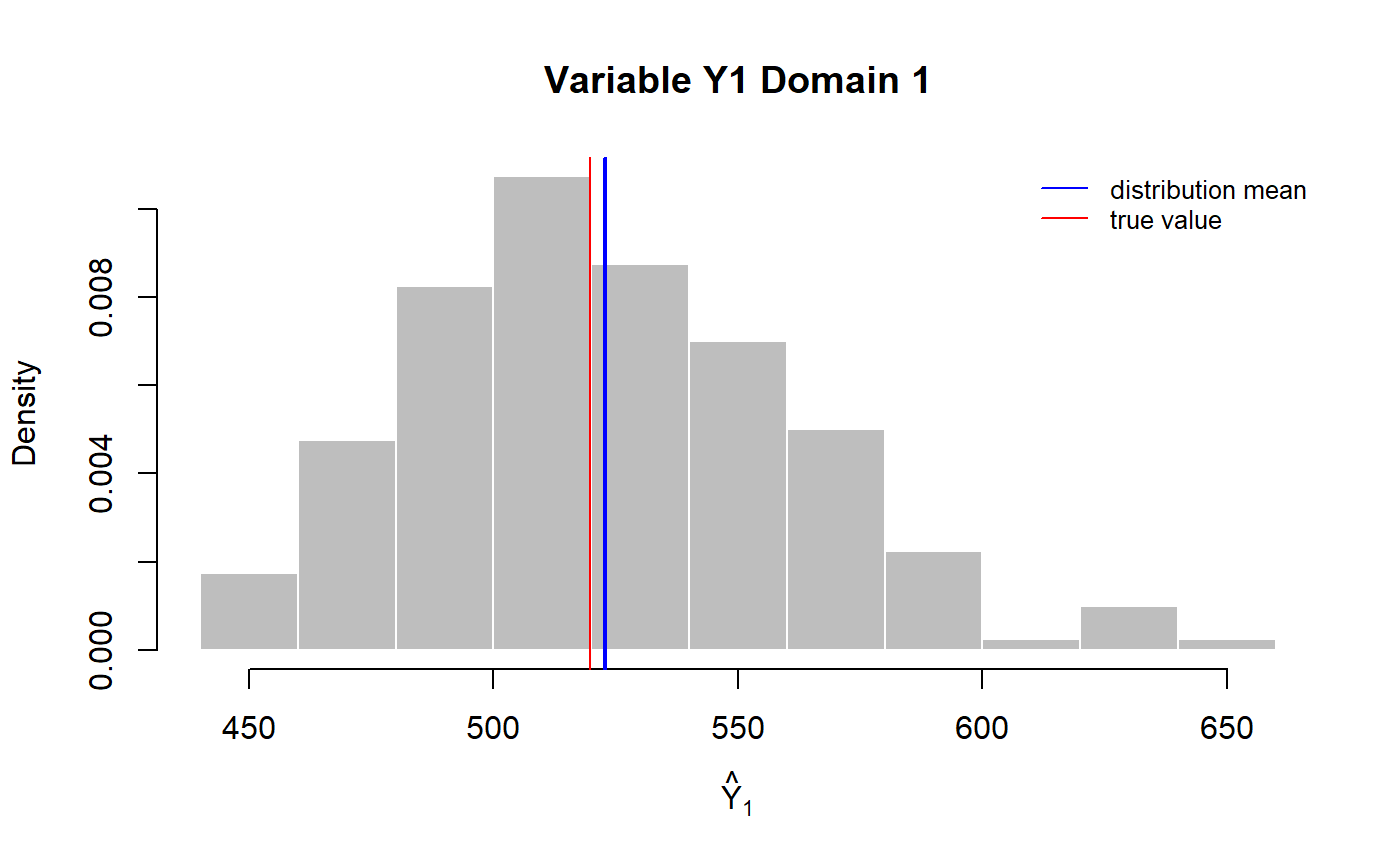 Variable Y1 Domain 1
distribution mean
true value
Density
0.008
0.004
0.000
450 500 550 600 650
Ŷ₁